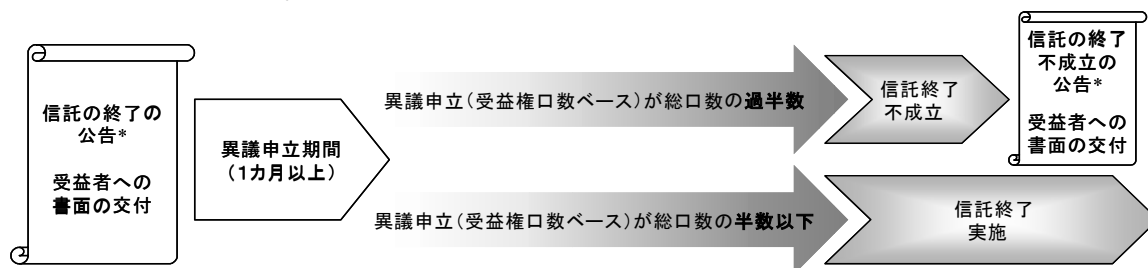 信託の終了の
公告*
受益者への
書面の交付
異議申立期間
(1カ月以上)
異議申立(受益権口数ベース)が総口数の過半数
信託終了
不成立
信託の終了
不成立の
公告*
受益者への
書面の交付
異議申立(受益権口数ベース)が総口数の半数以下
信託終了
実施